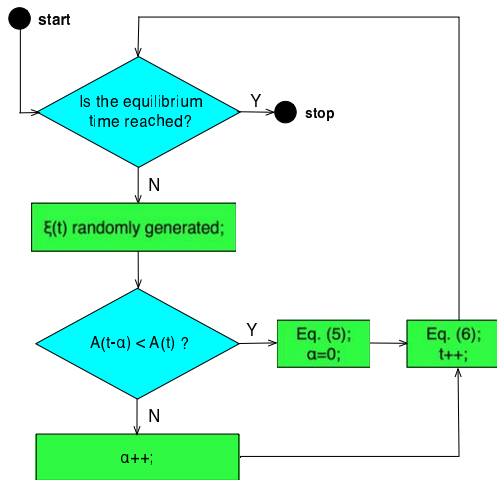 start
Is the equilibrium
time reached?
Y
stop
N
ξ(t) randomly generated;
A(t-α) < A(t) ?
Y
Eq. (5);
α=0;
Eq. (6);
t++;
N
α++;